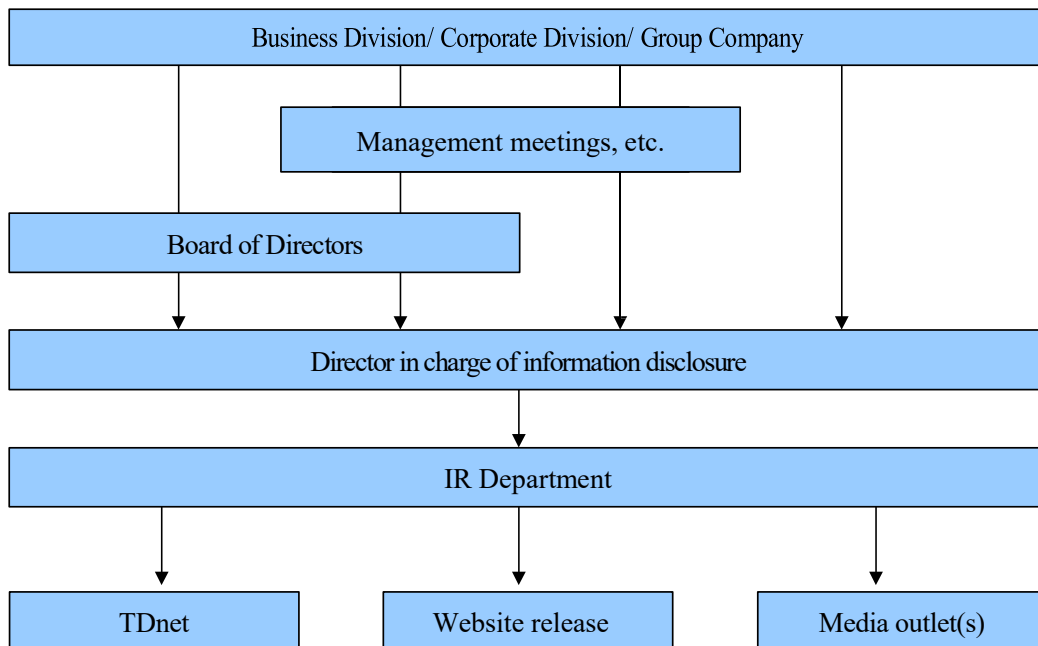 Business Division/ Corporate Division/ Group Company
Management meetings, etc.
Board of Directors
Director in charge of information disclosure
IR Department
TDnet
Website release
Media outlet(s)